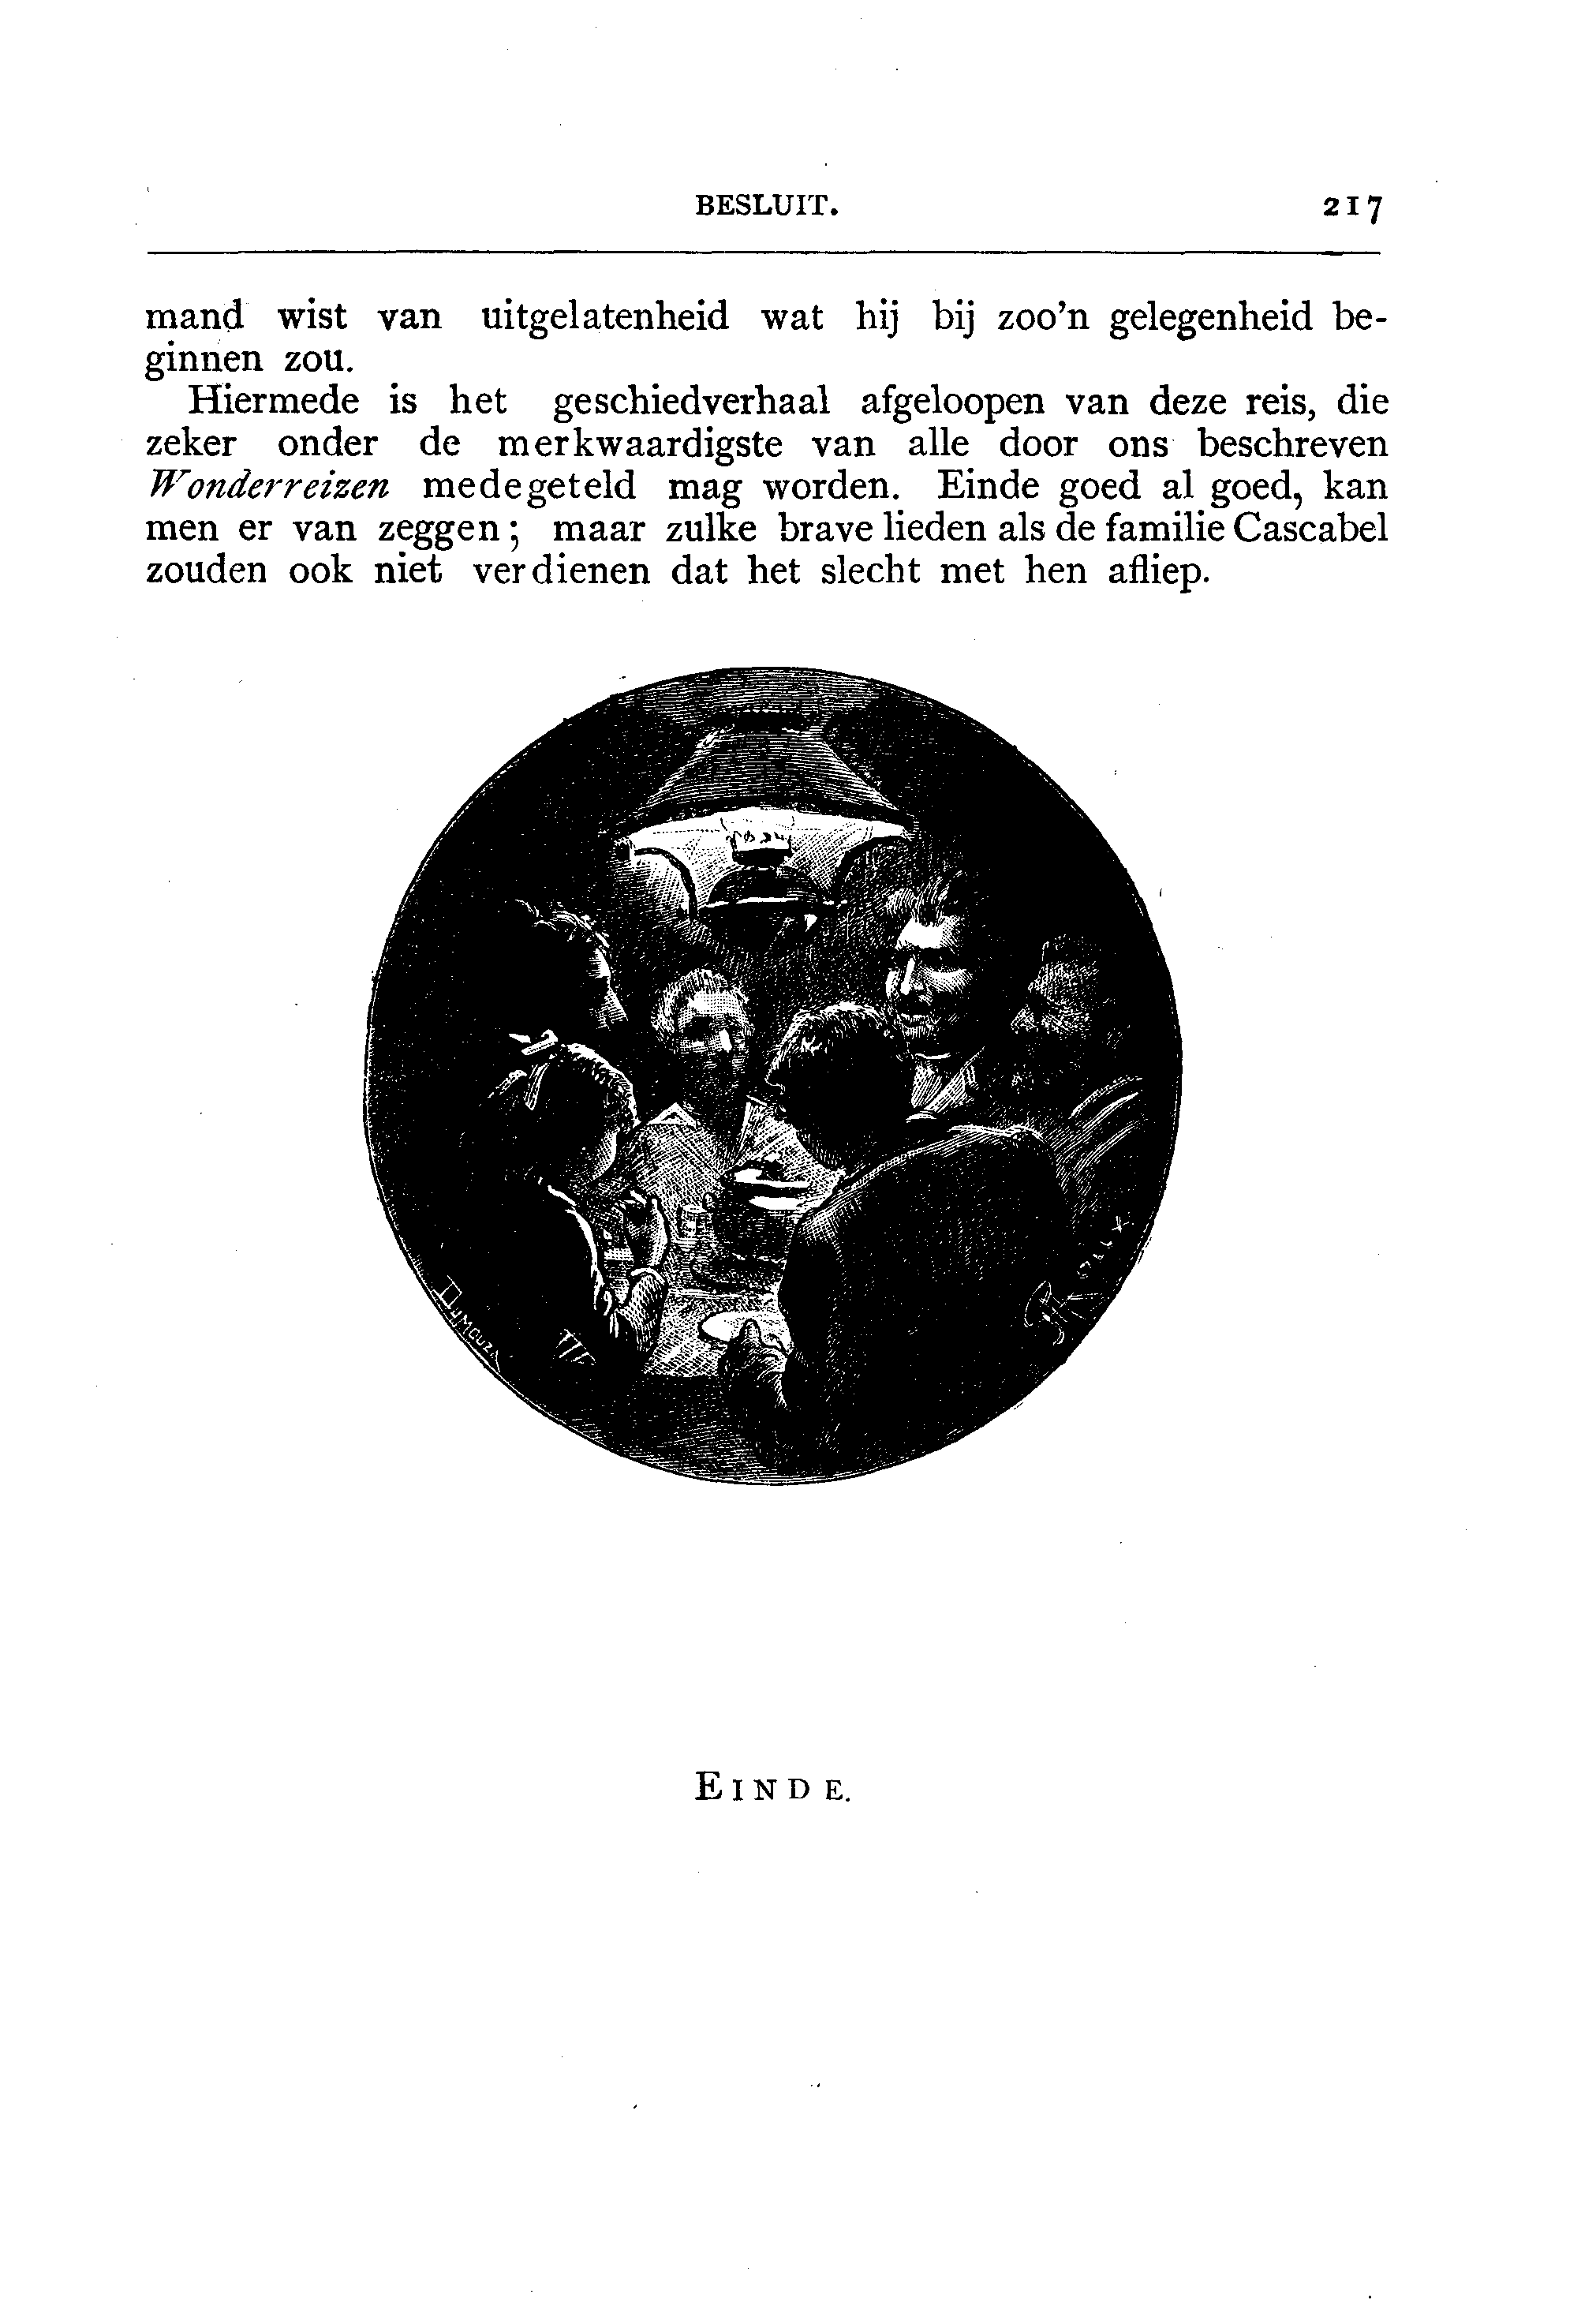 BESLUIT. 217
mand wist van uitgelatenheid wat hij bij zoo'n gelegenheid be-
ginnen zou.
Hiermede is het geschiedverhaal afgeloopen van deze reis, die
zeker onder de merkwaardigste van alle door ons beschreven
Wonderreizen medegeteld mag worden. Einde goed al goed, kan
men er van zeggen; maar zulke brave lieden als de familie Cascabel
zouden ook niet verdienen dat het slecht met hen afliep.
EINDE.